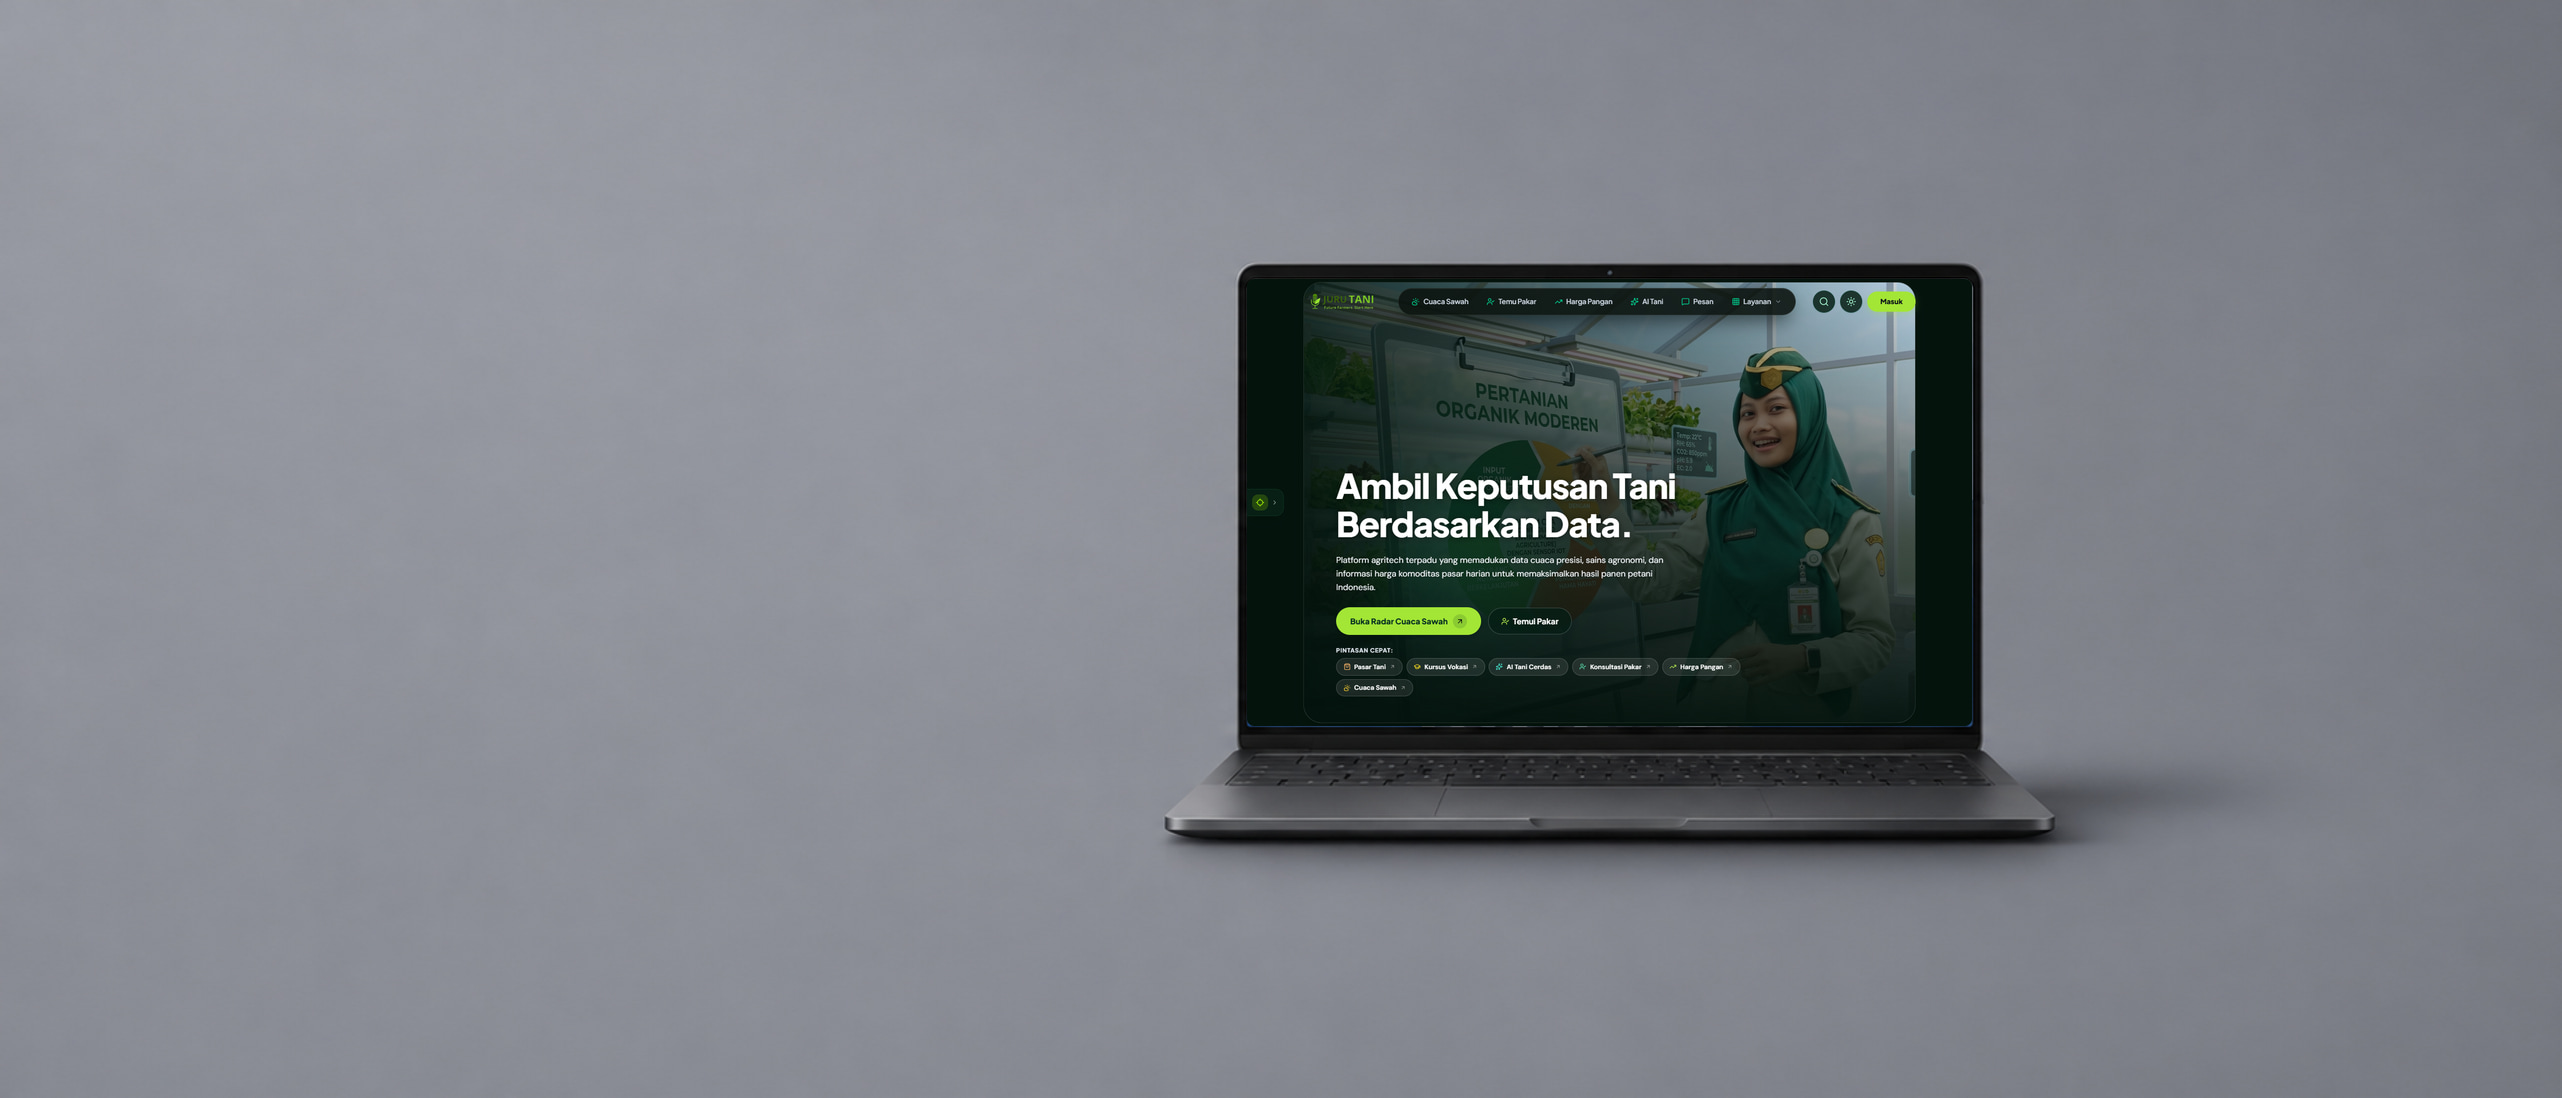 JURU TANI
Cuaca Sawah
Temu Pakar
Harga Pangan
AI Tani
Pesan
Layanan
Masuk
PERTANIAN
ORGANIK MODEREN
Temp: 22°C
INPUT
Ambil Keputusan Tani
Berdasarkan Data.
Platform agritech terpadu yang memadukan data cuaca presisi, sains agronomi, dan
informasi harga komoditas pasar harian untuk memaksimalkan hasil panen petani
Indonesia.
Buka Radar Cuaca Sawah
Temui Pakar
PINTASAN CEPAT:
Pasar Tani
Kursus Vokasi
AI Tani Cerdas
Konsultasi Pakar
Harga Pangan
Cuaca Sawah